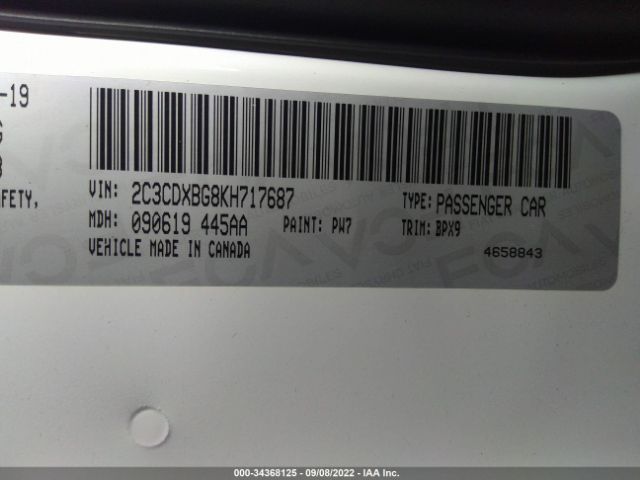 -19
G
8
AFETY,
VIN: 2C3CDXBG8KH717687 TYPE: PASSENGER CAR
MDH: 090619 445AA PAINT: PW7 TRIM: BPX9
VEHICLE MADE IN CANADA 4658843
000-34368125 - 09/08/2022 - IAA Inc.